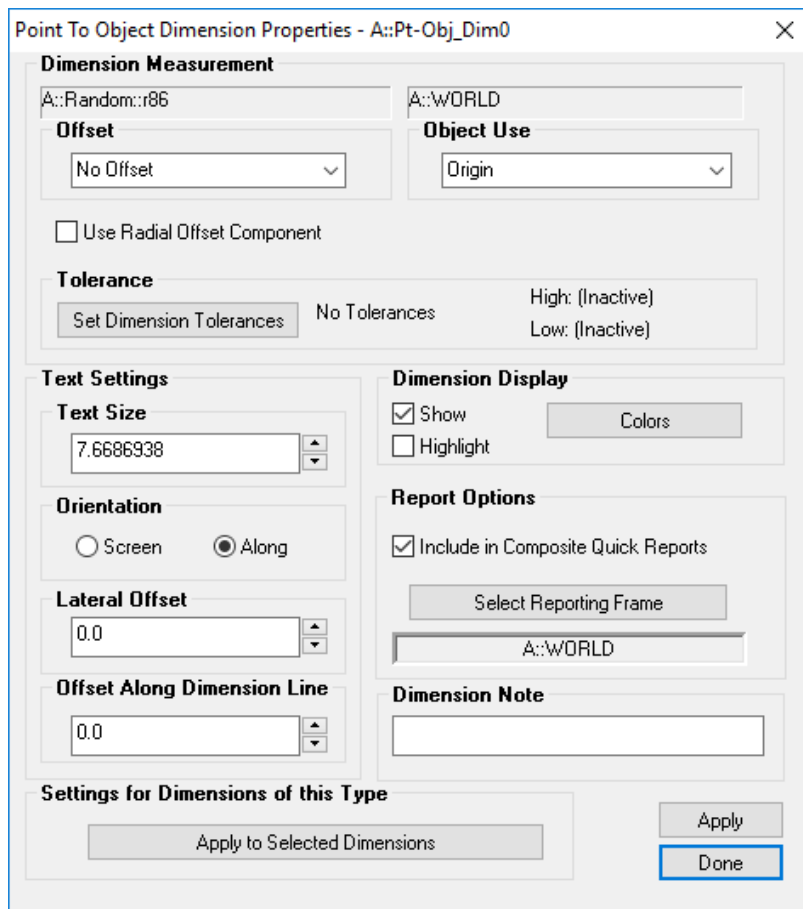 Point To Object Dimension Properties - A::Pt-Obj_Dim0
Dimension Measurement
A::Random::r86
A::WORLD
Offset
No Offset
Object Use
Origin
Use Radial Offset Component
Tolerance
Set Dimension Tolerances
No Tolerances
High: (Inactive)
Low: (Inactive)
Text Settings
Text Size
7.6686938
Orientation
Screen
Along
Lateral Offset
0.0
Offset Along Dimension Line
0.0
Dimension Display
Show
Highlight
Colors
Report Options
Include in Composite Quick Reports
Select Reporting Frame
A::WORLD
Dimension Note
Settings for Dimensions of this Type
Apply to Selected Dimensions
Apply
Done